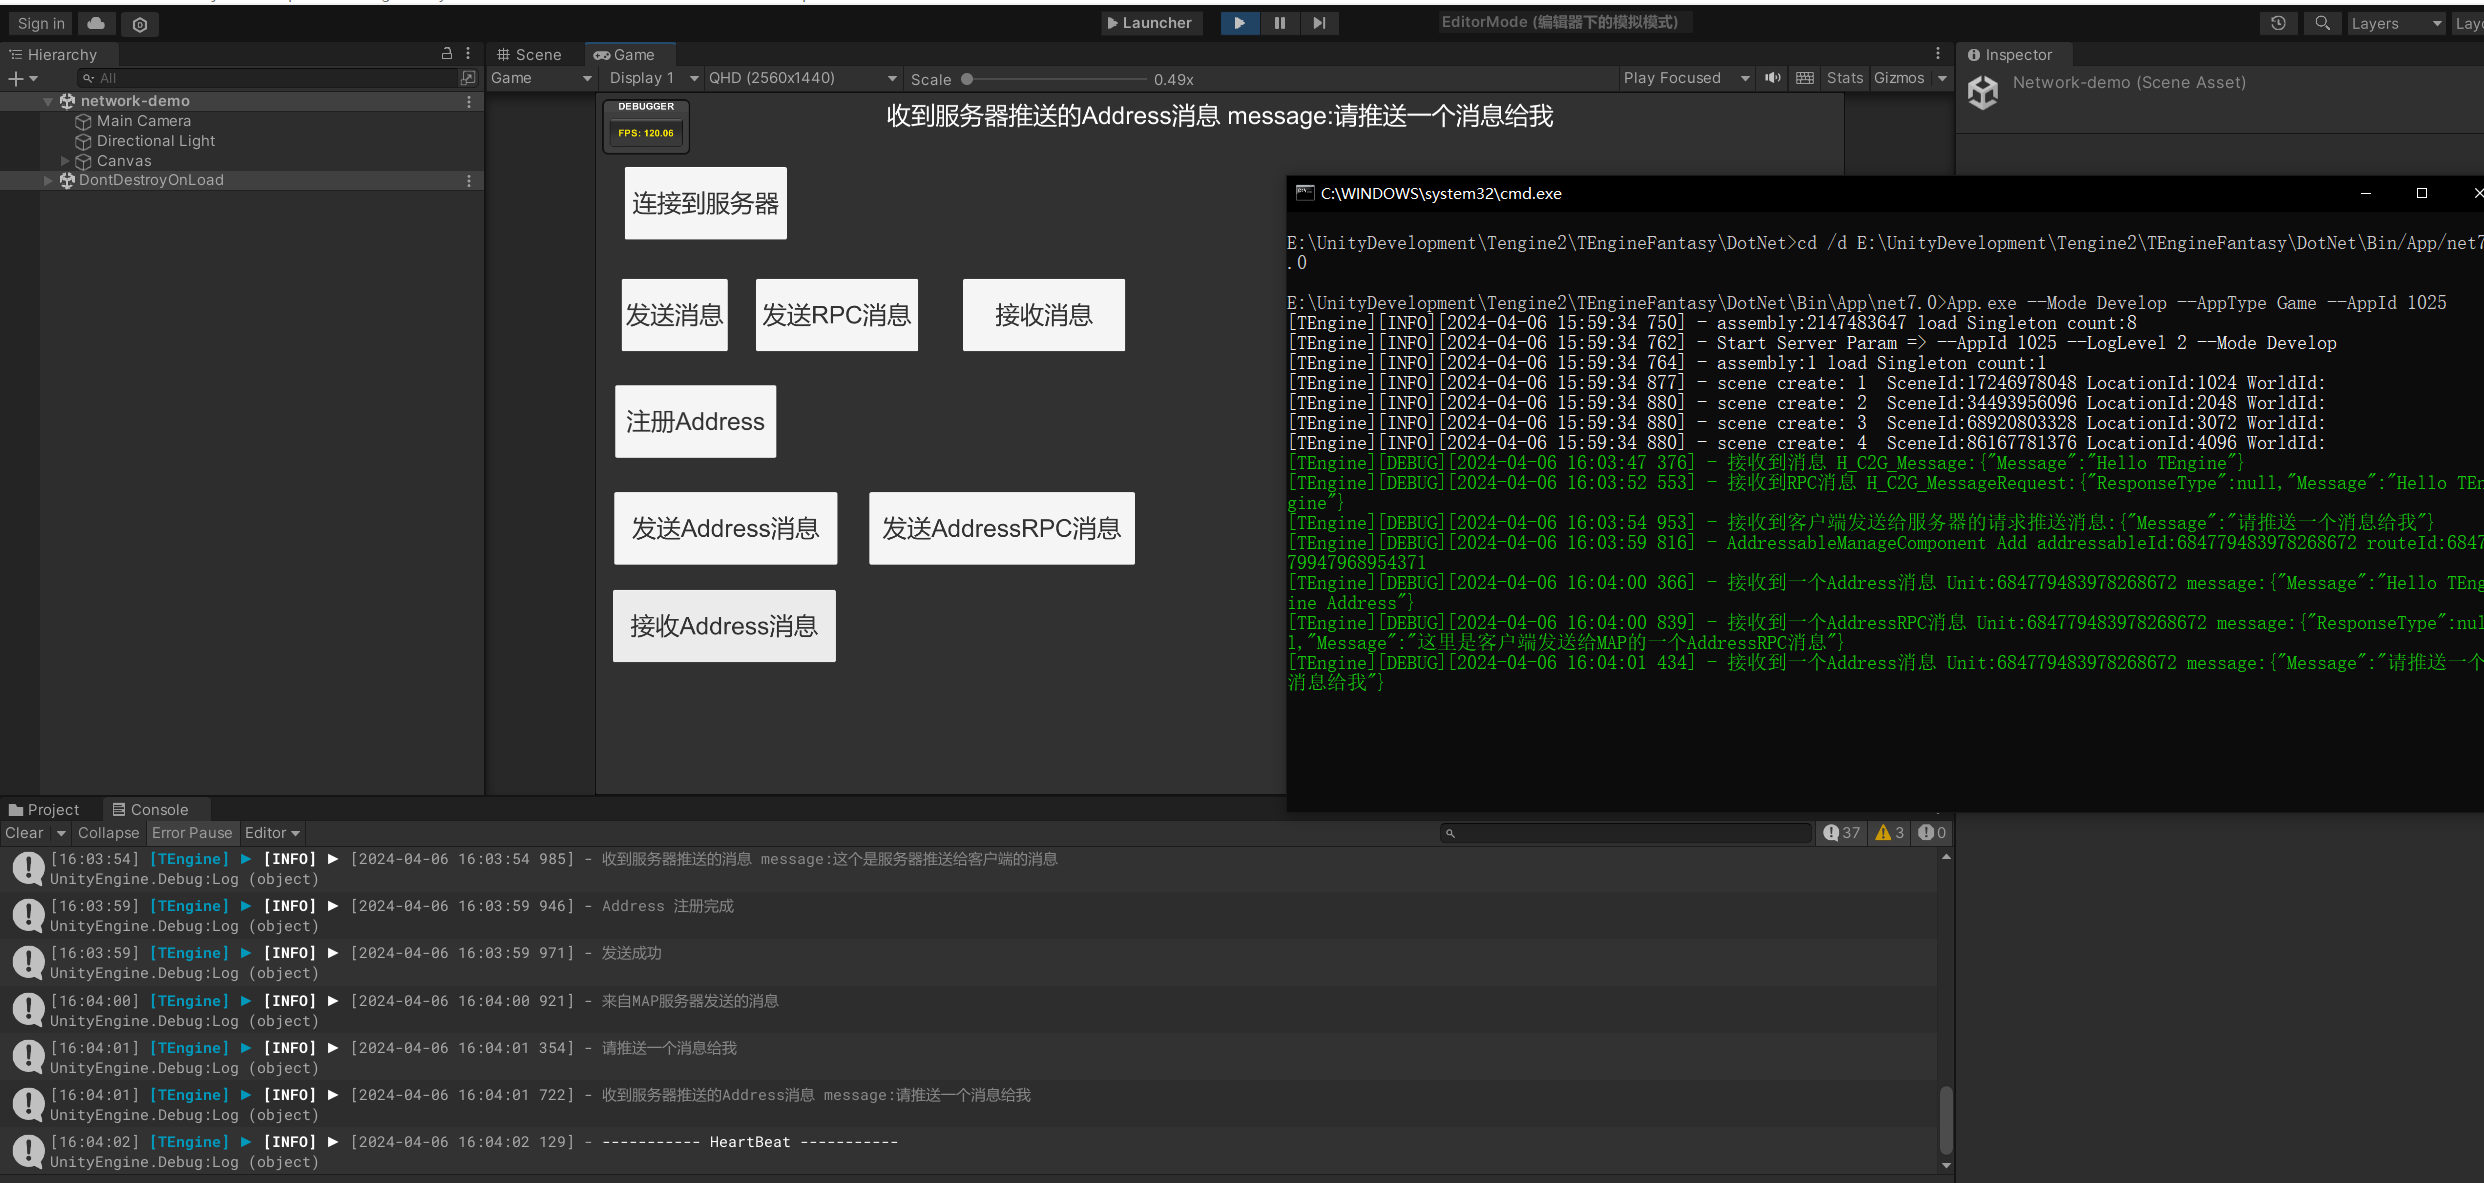 Sign in
Launcher
EditorMode (编辑器下的模拟模式)
Layers
Hierarchy
All
network-demo
Main Camera
Directional Light
Canvas
DontDestroyOnLoad
Scene
Game
Game
Display 1
QHD (2560x1440)
Scale
0.49x
Play Focused
Stats
Gizmos
Inspector
Network-demo (Scene Asset)
DEBUGGER
FPS: 120.06
收到服务器推送的Address消息 message:请推送一个消息给我
连接到服务器
发送消息
发送RPC消息
接收消息
注册Address
发送Address消息
发送AddressRPC消息
接收Address消息
C:\WINDOWS\system32\cmd.exe
E:\UnityDevelopment\Tengine2\TEngineFantasy\DotNet>cd /d E:\UnityDevelopment\Tengine2\TEngineFantasy\DotNet\Bin/App/net7
.0
E:\UnityDevelopment\Tengine2\TEngineFantasy\DotNet\Bin\App\net7.0>App.exe --Mode Develop --AppType Game --AppId 1025
[TEngine][INFO][2024-04-06 15:59:34 750] - assembly:2147483647 load Singleton count:8
[TEngine][INFO][2024-04-06 15:59:34 762] - Start Server Param => --AppId 1025 --LogLevel 2 --Mode Develop
[TEngine][INFO][2024-04-06 15:59:34 764] - assembly:1 load Singleton count:1
[TEngine][INFO][2024-04-06 15:59:34 877] - scene create: 1  SceneId:17246978048 LocationId:1024 WorldId:
[TEngine][INFO][2024-04-06 15:59:34 880] - scene create: 2  SceneId:34493956096 LocationId:2048 WorldId:
[TEngine][INFO][2024-04-06 15:59:34 880] - scene create: 3  SceneId:68920803328 LocationId:3072 WorldId:
[TEngine][INFO][2024-04-06 15:59:34 880] - scene create: 4  SceneId:86167781376 LocationId:4096 WorldId:
[TEngine][DEBUG][2024-04-06 16:03:47 376] - 接收到消息 H_C2G_Message:{"Message":"Hello TEngine"}
[TEngine][DEBUG][2024-04-06 16:03:52 553] - 接收到RPC消息 H_C2G_MessageRequest:{"ResponseType":null,"Message":"Hello TEn
gine"}
[TEngine][DEBUG][2024-04-06 16:03:54 953] - 接收到客户端发送给服务器的请求推送消息:{"Message":"请推送一个消息给我"}
[TEngine][DEBUG][2024-04-06 16:03:59 816] - AddressableManageComponent Add addressableId:684779483978268672 routeId:6847
79947968954371
[TEngine][DEBUG][2024-04-06 16:04:00 366] - 接收到一个Address消息 Unit:684779483978268672 message:{"Message":"Hello TEng
ine Address"}
[TEngine][DEBUG][2024-04-06 16:04:00 839] - 接收到一个AddressRPC消息 Unit:684779483978268672 message:{"ResponseType":nul
l,"Message":"这里是客户端发送给MAP的一个AddressRPC消息"}
[TEngine][DEBUG][2024-04-06 16:04:01 434] - 接收到一个Address消息 Unit:684779483978268672 message:{"Message":"请推送一个
消息给我"}
Project
Console
Clear
Collapse
Error Pause
Editor
37
3
0
[16:03:54] [TEngine] ► [INFO] ► [2024-04-06 16:03:54 985] - 收到服务器推送的消息 message:这个是服务器推送给客户端的消息
UnityEngine.Debug:Log (object)
[16:03:59] [TEngine] ► [INFO] ► [2024-04-06 16:03:59 946] - Address 注册完成
UnityEngine.Debug:Log (object)
[16:03:59] [TEngine] ► [INFO] ► [2024-04-06 16:03:59 971] - 发送成功
UnityEngine.Debug:Log (object)
[16:04:00] [TEngine] ► [INFO] ► [2024-04-06 16:04:00 921] - 来自MAP服务器发送的消息
UnityEngine.Debug:Log (object)
[16:04:01] [TEngine] ► [INFO] ► [2024-04-06 16:04:01 354] - 请推送一个消息给我
UnityEngine.Debug:Log (object)
[16:04:01] [TEngine] ► [INFO] ► [2024-04-06 16:04:01 722] - 收到服务器推送的Address消息 message:请推送一个消息给我
UnityEngine.Debug:Log (object)
[16:04:02] [TEngine] ► [INFO] ► [2024-04-06 16:04:02 129] - ----------- HeartBeat -----------
UnityEngine.Debug:Log (object)